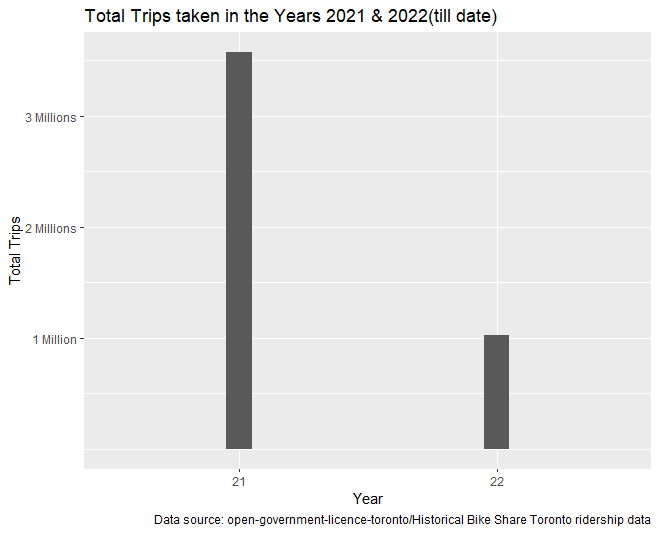 Total Trips taken in the Years 2021 & 2022(till date)
3 Millions
2 Millions
1 Million
Total Trips
21
22
Year
Data source: open-government-licence-toronto/Historical Bike Share Toronto ridership data